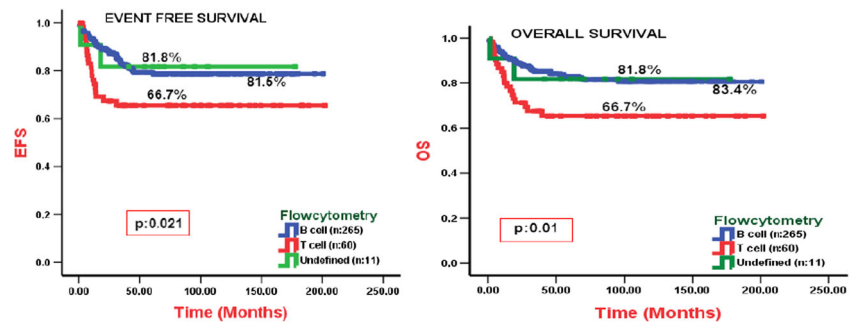 EVENT FREE SURVIVAL
1.0
0.8
0.6
0.4
0.2
0.0
EFS
81.8%
81.5%
66.7%
p:0.021
Flowcytometry
B cell (n:265)
T cell (n:60)
Undefined (n:11)
0.00 50.00 100.00 150.00 200.00 250.00
Time (Months)
OVERALL SURVIVAL
1.0
0.8
0.6
0.4
0.2
0.0
OS
81.8%
83.4%
66.7%
p:0.01
Flowcytometry
B cell (n:265)
T cell (n:60)
Undefined (n:11)
0.00 50.00 100.00 150.00 200.00 250.00
Time (Months)